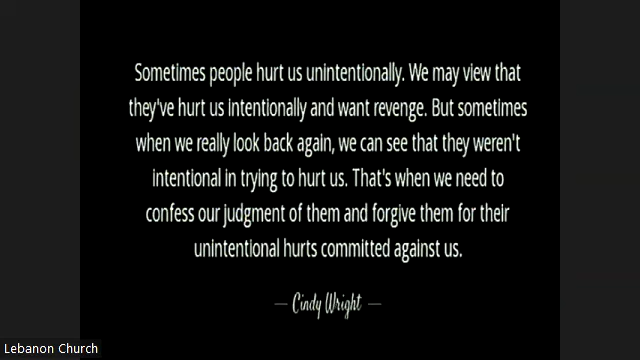 Sometimes people hurt us unintentionally. We may view that
they've hurt us intentionally and want revenge. But sometimes
when we really look back again, we can see that they weren't
intentional in trying to hurt us. That's when we need to
confess our judgment of them and forgive them for their
unintentional hurts committed against us.
— Cindy Wright —
Lebanon Church